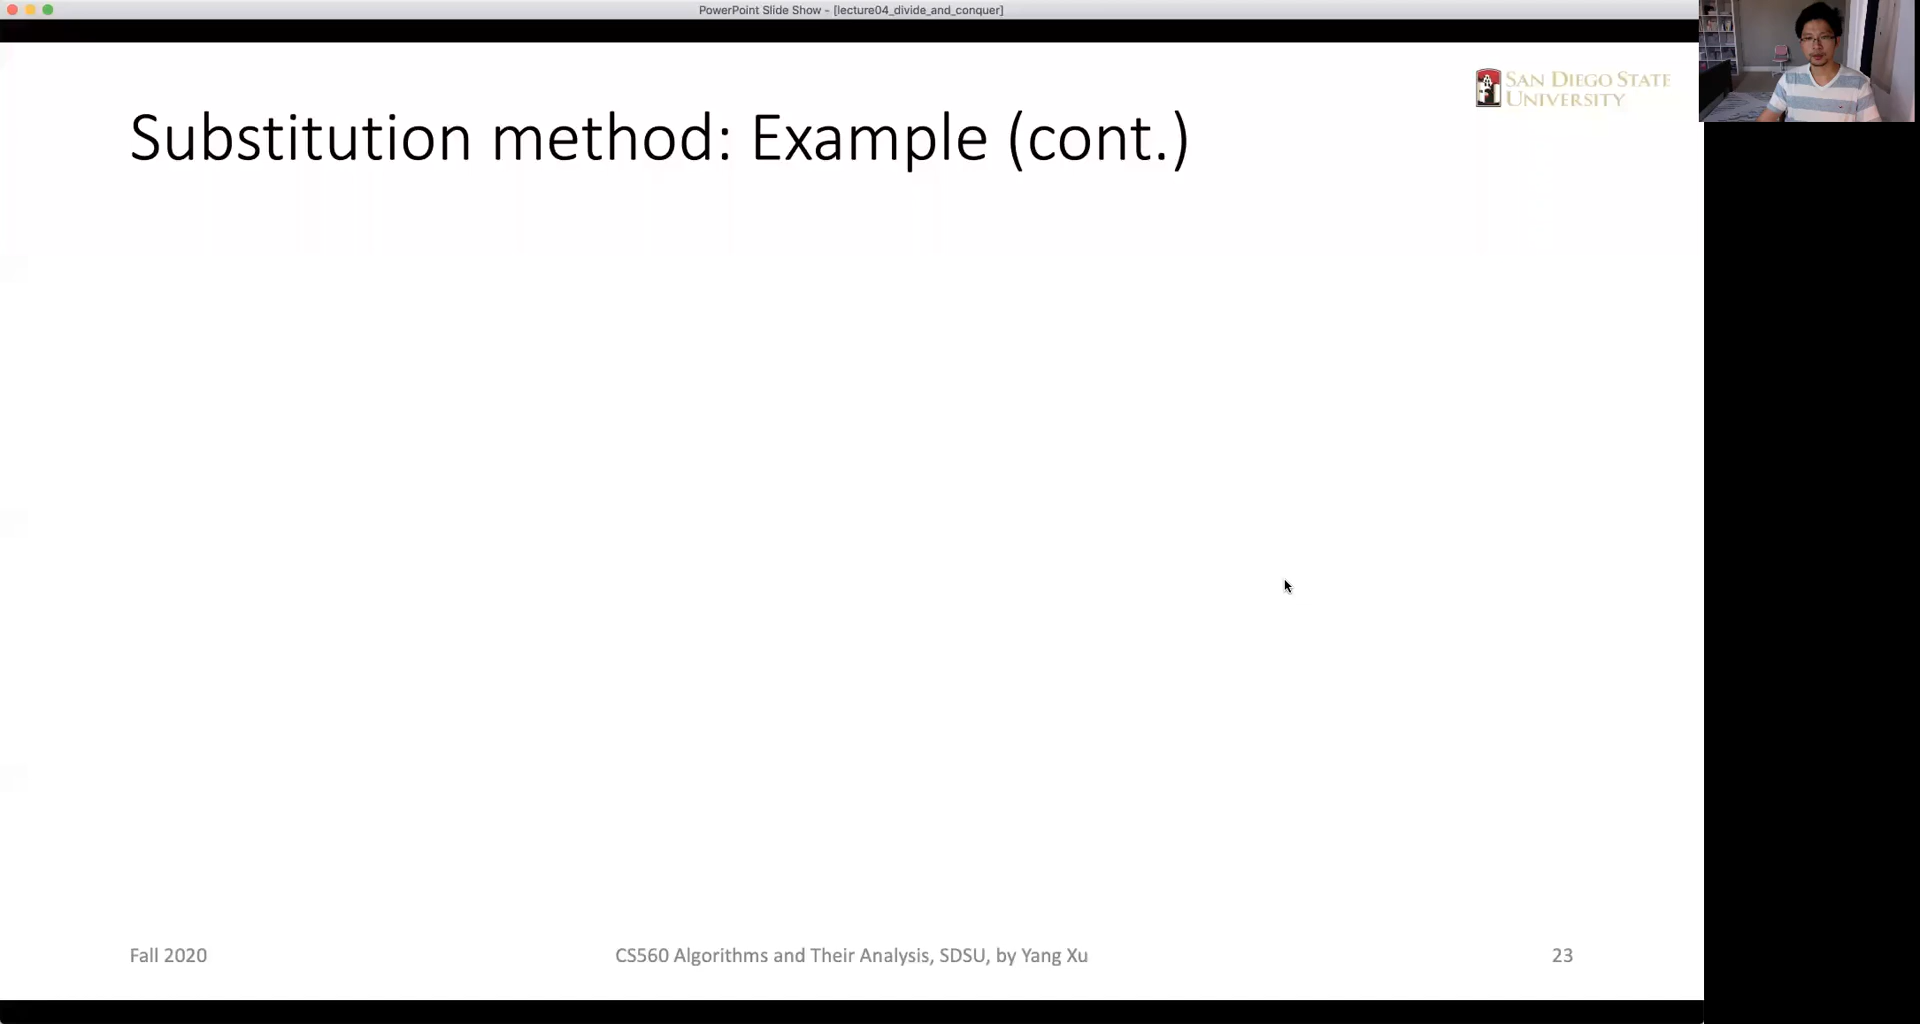 PowerPoint Slide Show - [lecture04_divide_and_conquer]
SAN DIEGO STATE
UNIVERSITY
Substitution method: Example (cont.)
Fall 2020
CS560 Algorithms and Their Analysis, SDSU, by Yang Xu
23